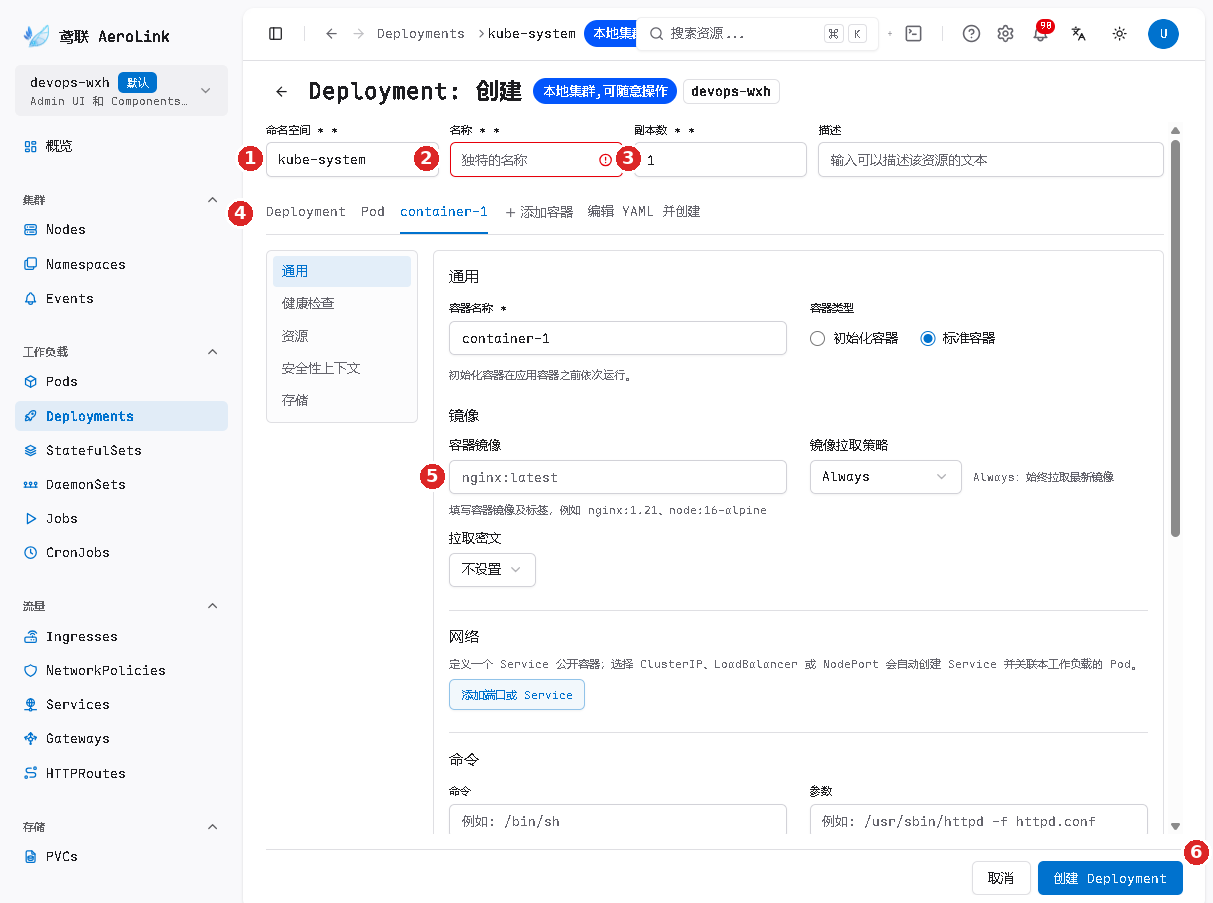 鸢联 AeroLink
Deployments
kube-system
本地集群
搜索资源...
⌘ K
98
U
devops-wxh 默认
Admin UI 和 Components…
概览
集群
Nodes
Namespaces
Events
工作负载
Pods
Deployments
StatefulSets
DaemonSets
Jobs
CronJobs
流量
Ingresses
NetworkPolicies
Services
Gateways
HTTPRoutes
存储
PVCs
Deployment: 创建 本地集群,可随意操作 devops-wxh
命名空间 * * 名称 * * 副本数 * * 描述
1 kube-system 2 独特的名称 3 1 输入可以描述该资源的文本
4 Deployment Pod container-1 + 添加容器 编辑 YAML 并创建
通用
健康检查
资源
安全性上下文
存储
通用
容器名称 * 容器类型
container-1 初始化容器 标准容器
初始化容器在应用容器之前依次运行。
镜像
容器镜像 镜像拉取策略
5 nginx:latest Always Always: 始终拉取最新镜像
填写容器镜像及标签, 例如 nginx:1.21、node:16-alpine
拉取密文
不设置
网络
定义一个 Service 公开容器; 选择 ClusterIP、LoadBalancer 或 NodePort 会自动创建 Service 并关联本工作负载的 Pod。
添加端口或 Service
命令
命令 参数
例如: /bin/sh 例如: /usr/sbin/httpd -f httpd.conf
6
取消 创建 Deployment